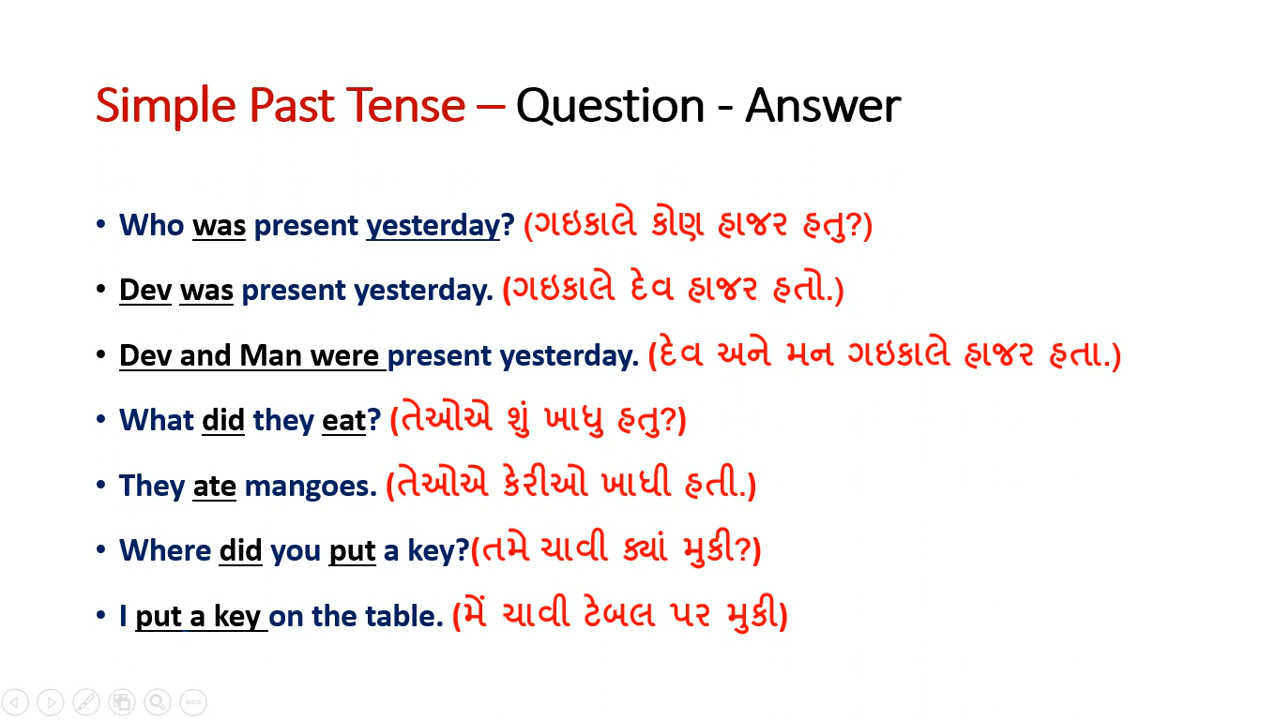 Simple Past Tense – Question - Answer
• Who was present yesterday? (ગઇકાલે કોણ હાજર હતુ?)
• Dev was present yesterday. (ગઇકાલે દેવ હાજર હતો.)
• Dev and Man were present yesterday. (દેવ અને મન ગઇકાલે હાજર હતા.)
• What did they eat? (તેઓએ શું ખાધુ હતુ?)
• They ate mangoes. (તેઓએ કેરીઓ ખાધી હતી.)
• Where did you put a key?(તમે ચાવી ક્યાં મુકી?)
• I put a key on the table. (મેં ચાવી ટેબલ પર મુકી)